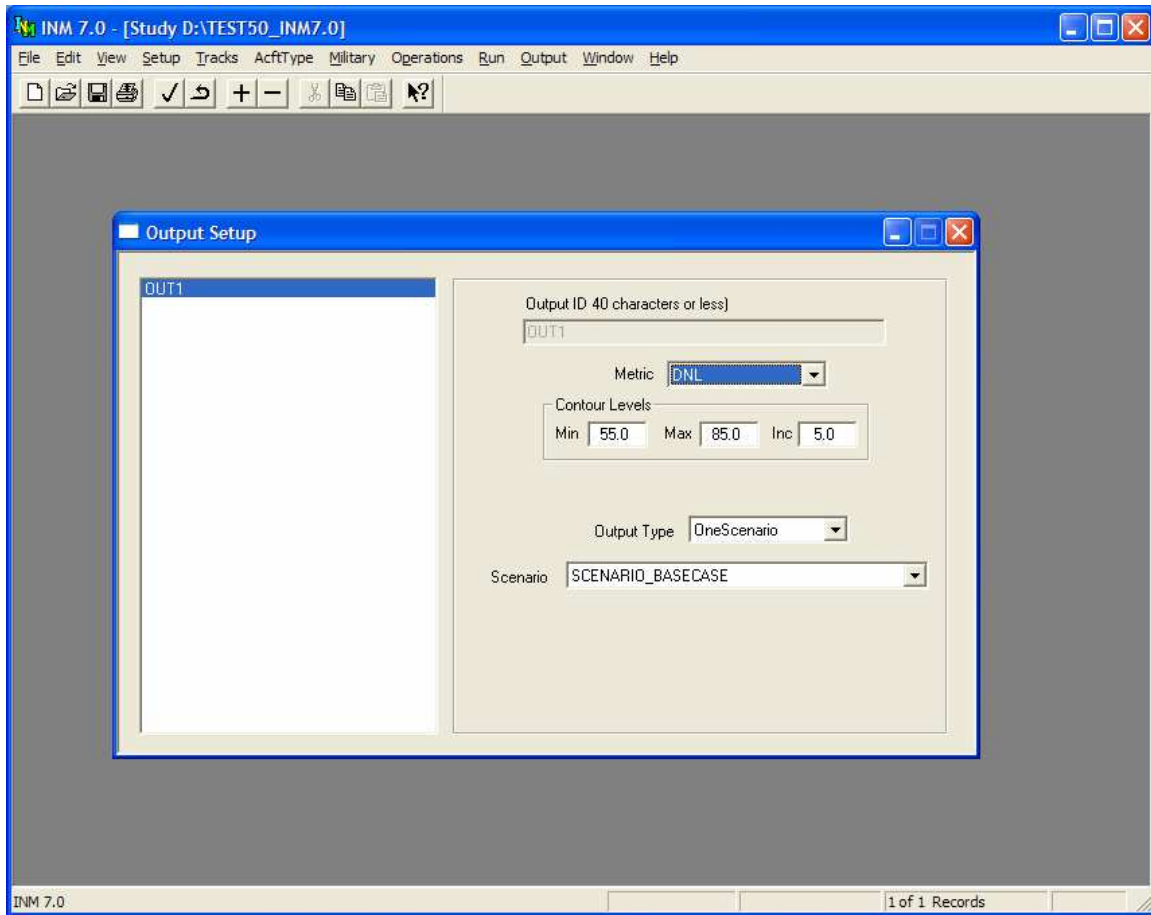 INM 7.0 - [Study D:\TEST50_INM7.0]
File Edit View Setup Tracks AcftType Military Operations Run Output Window Help
Output Setup
OUT1
Output ID 40 characters or less)
OUT1
Metric DNL
Contour Levels
Min 55.0 Max 85.0 Inc 5.0
Output Type OneScenario
Scenario SCENARIO_BASECASE
INM 7.0 1 of 1 Records